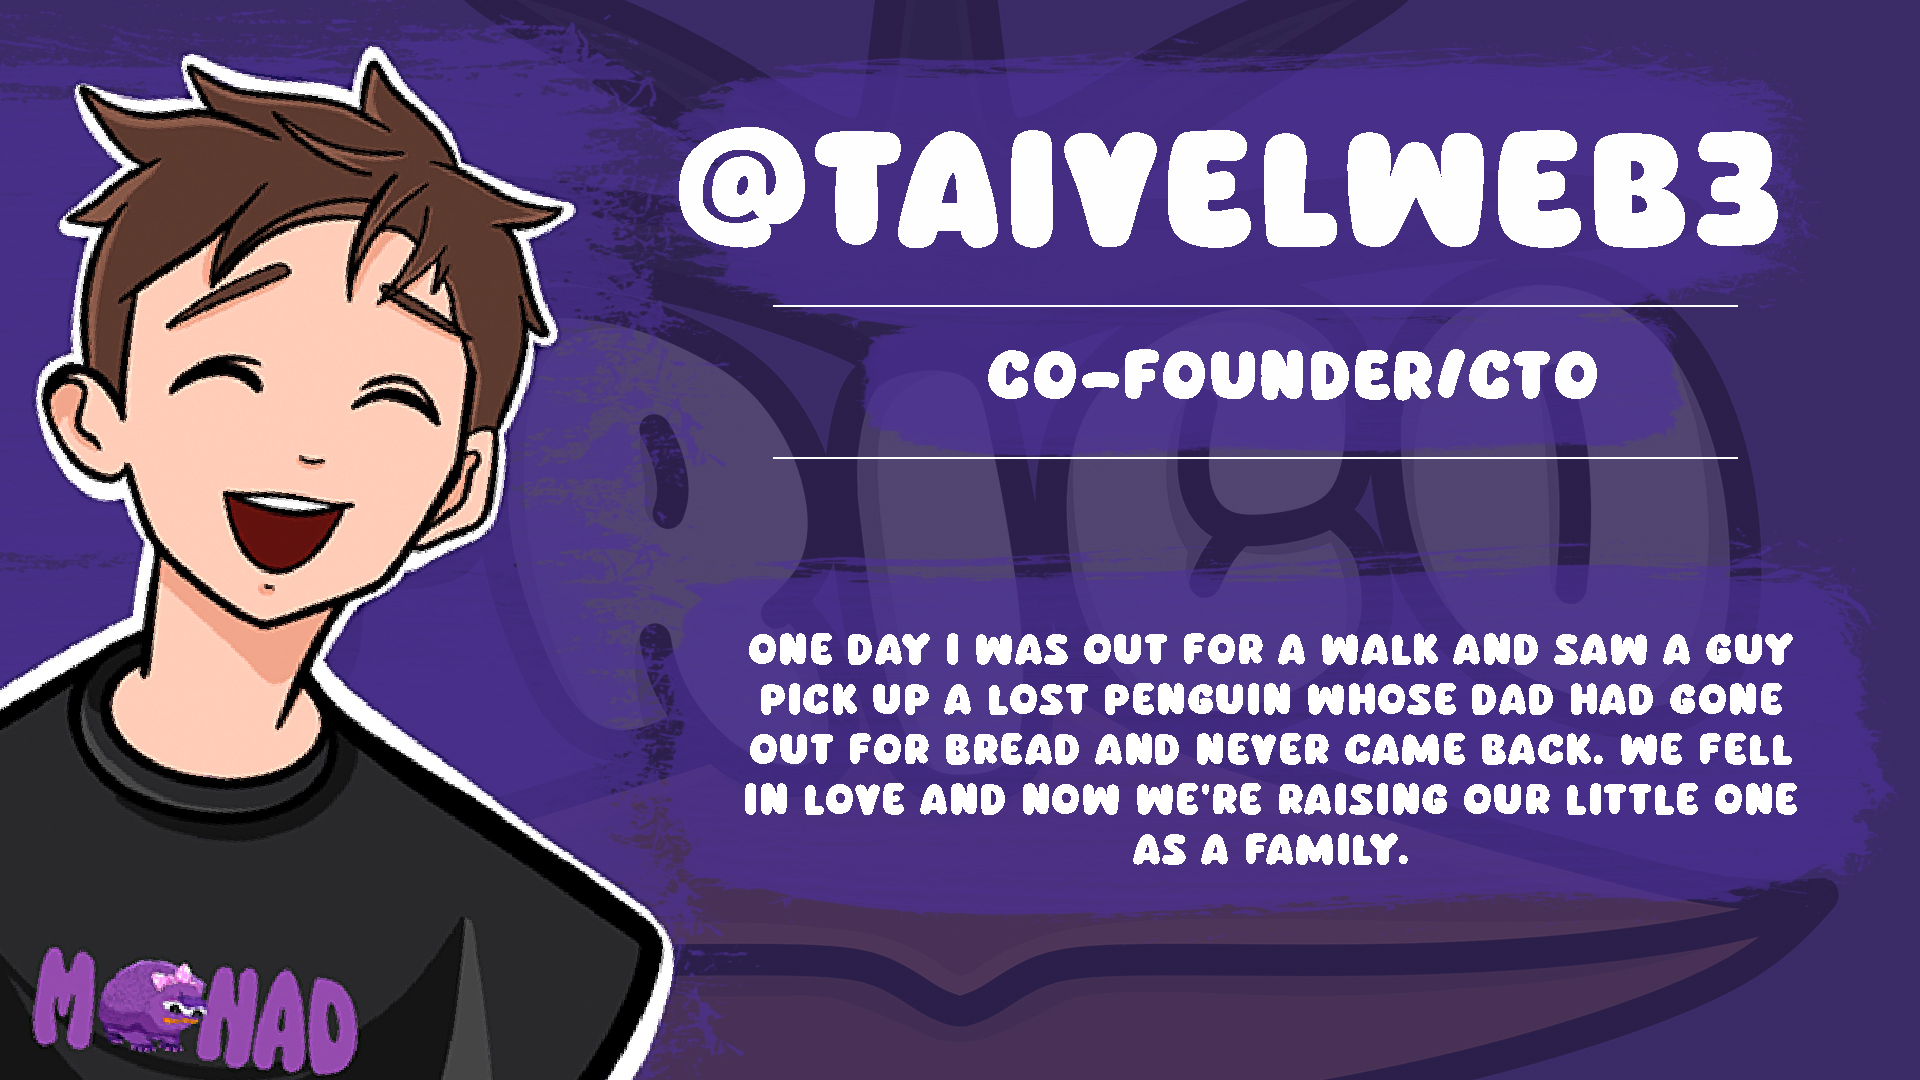 @TAIVELWEB3
CO-FOUNDER/CTO
RICO
ONE DAY I WAS OUT FOR A WALK AND SAW A GUY
PICK UP A LOST PENGUIN WHOSE DAD HAD GONE
OUT FOR BREAD AND NEVER CAME BACK. WE FELL
IN LOVE AND NOW WE'RE RAISING OUR LITTLE ONE
AS A FAMILY.
MONAD